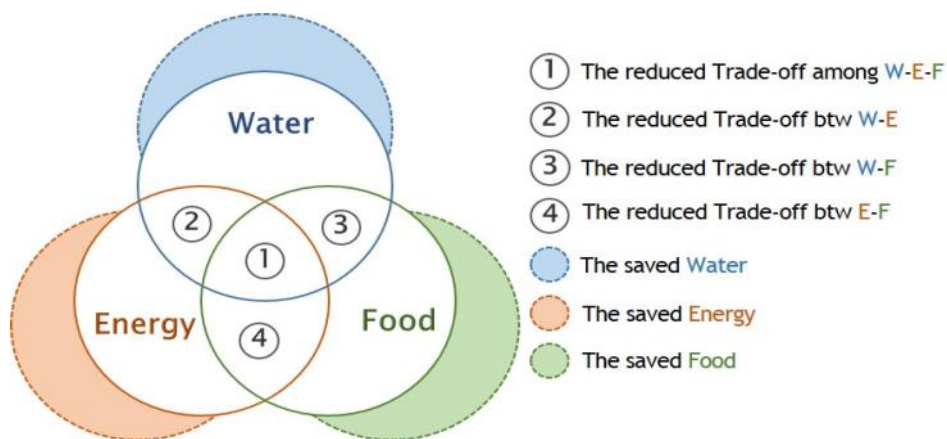 Water
2
3
1
Energy
Food
4
1 The reduced Trade-off among W-E-F
2 The reduced Trade-off btw W-E
3 The reduced Trade-off btw W-F
4 The reduced Trade-off btw E-F
The saved Water
The saved Energy
The saved Food